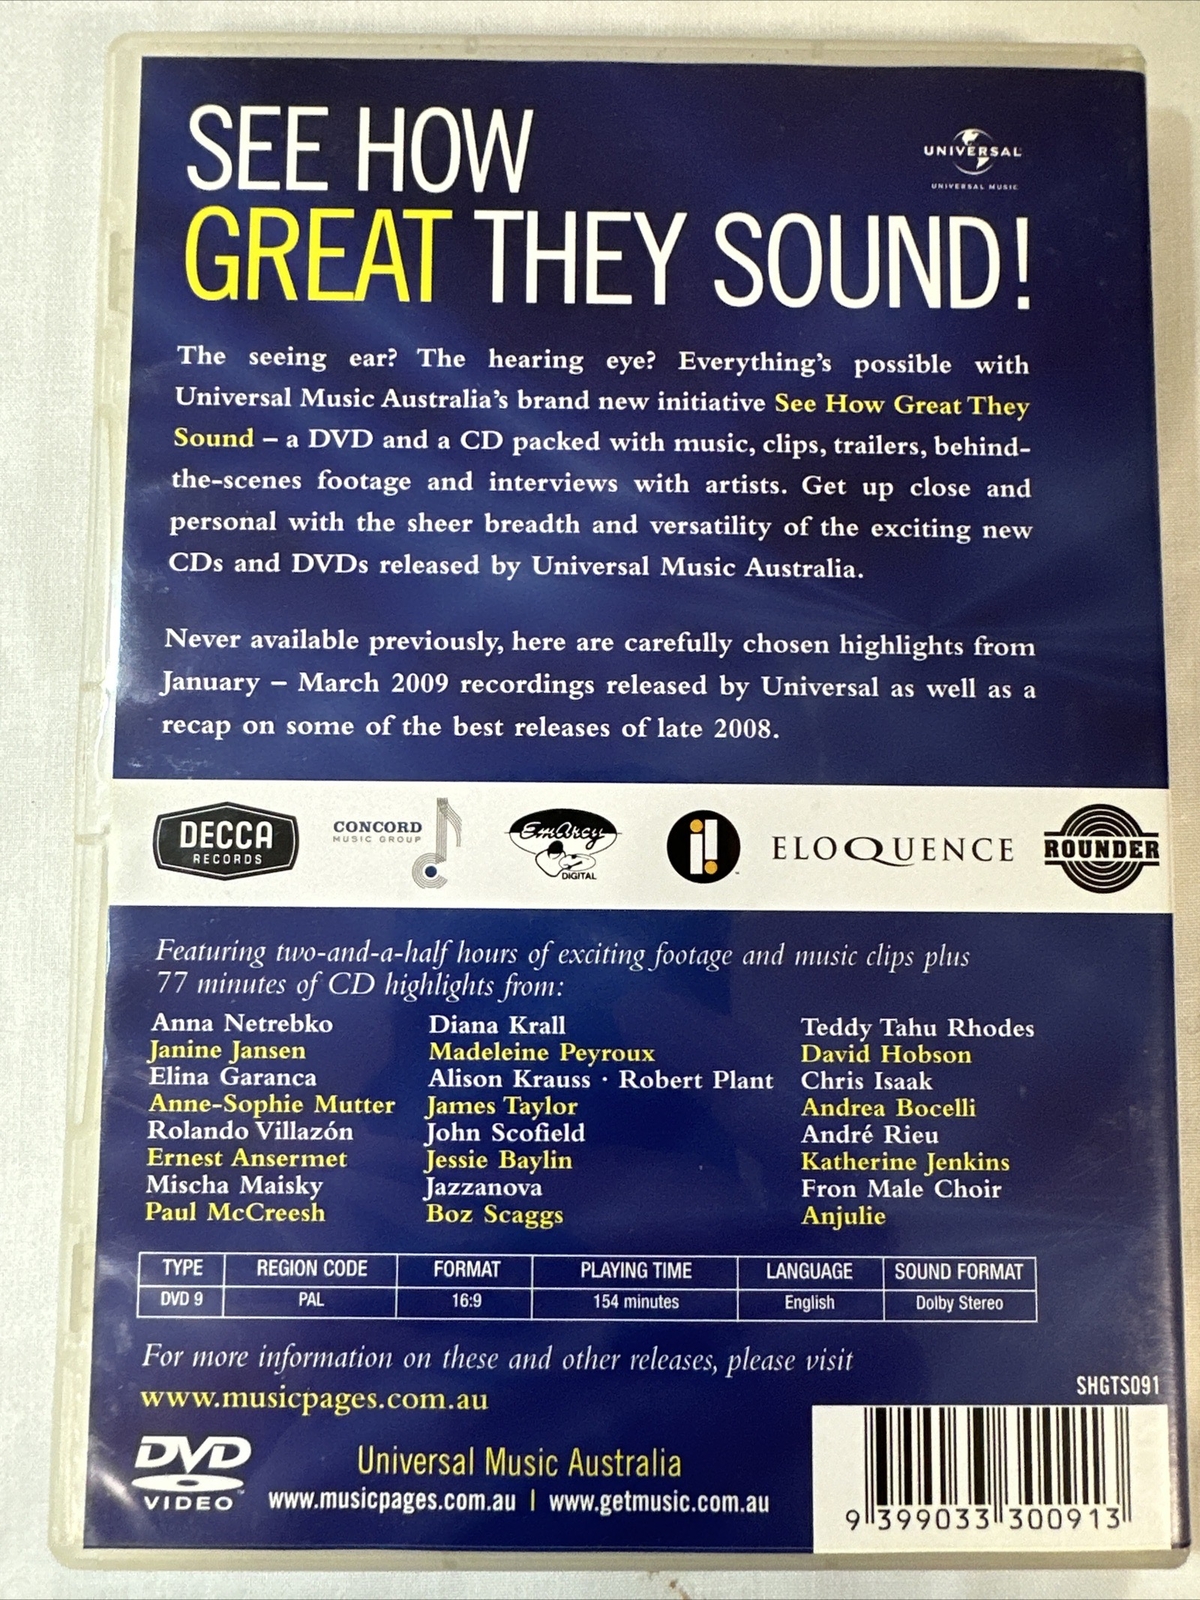 SEE HOW
GREAT THEY SOUND!
UNIVERSAL
UNIVERSAL MUSIC
The seeing ear? The hearing eye? Everything's possible with
Universal Music Australia's brand new initiative See How Great They
Sound – a DVD and a CD packed with music, clips, trailers, behind-
the-scenes footage and interviews with artists. Get up close and
personal with the sheer breadth and versatility of the exciting new
CDs and DVDs released by Universal Music Australia.
Never available previously, here are carefully chosen highlights from
January – March 2009 recordings released by Universal as well as a
recap on some of the best releases of late 2008.
DECCA
RECORDS
CONCORD
MUSIC GROUP
EmArcy
DIGITAL
i!
ELOQUENCE
ROUNDER
Featuring two-and-a-half hours of exciting footage and music clips plus
77 minutes of CD highlights from:
Anna Netrebko
Janine Jansen
Elina Garanca
Anne-Sophie Mutter
Rolando Villazón
Ernest Ansermet
Mischa Maisky
Paul McCreesh
Diana Krall
Madeleine Peyroux
Alison Krauss · Robert Plant
James Taylor
John Scofield
Jessie Baylin
Jazzanova
Boz Scaggs
Teddy Tahu Rhodes
David Hobson
Chris Isaak
Andrea Bocelli
André Rieu
Katherine Jenkins
Fron Male Choir
Anjulie
TYPE REGION CODE FORMAT PLAYING TIME LANGUAGE SOUND FORMAT
DVD 9 PAL 16:9 154 minutes English Dolby Stereo
For more information on these and other releases, please visit
www.musicpages.com.au
SHGTS091
DVD
VIDEO™
Universal Music Australia
www.musicpages.com.au | www.getmusic.com.au
9 399033 300913